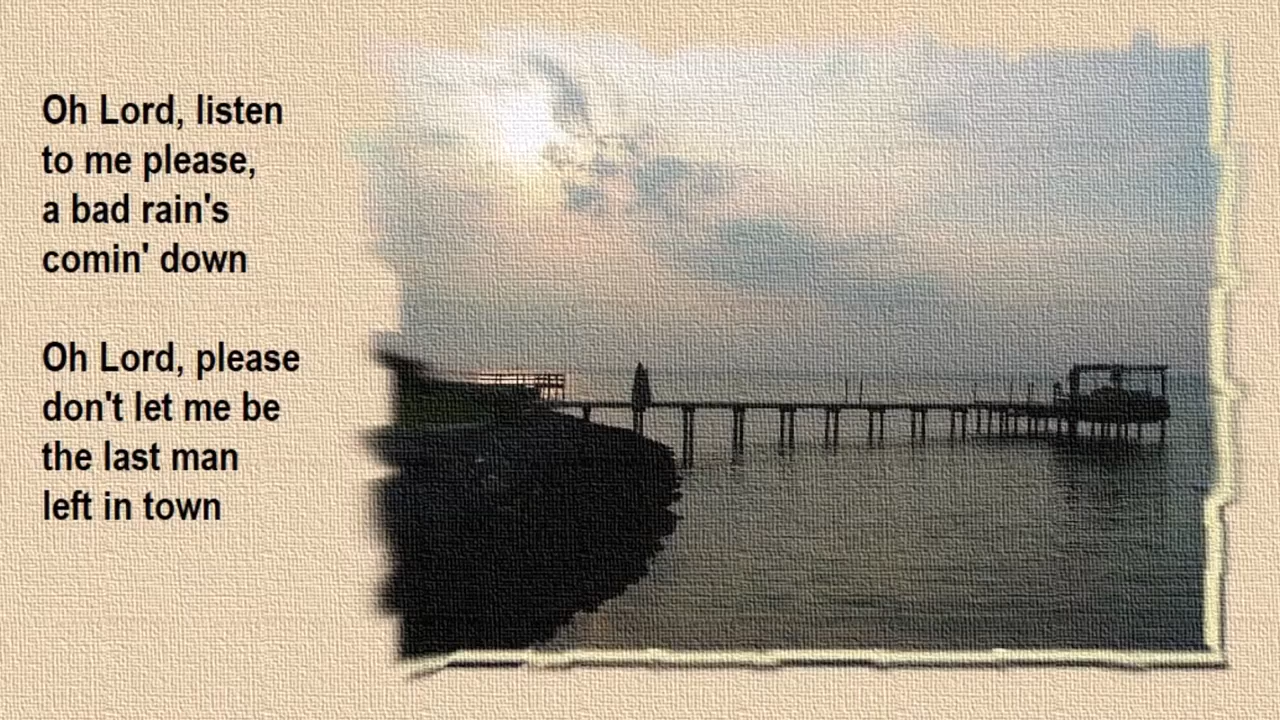 Oh Lord, listen
to me please,
a bad rain's
comin' down
Oh Lord, please
don't let me be
the last man
left in town